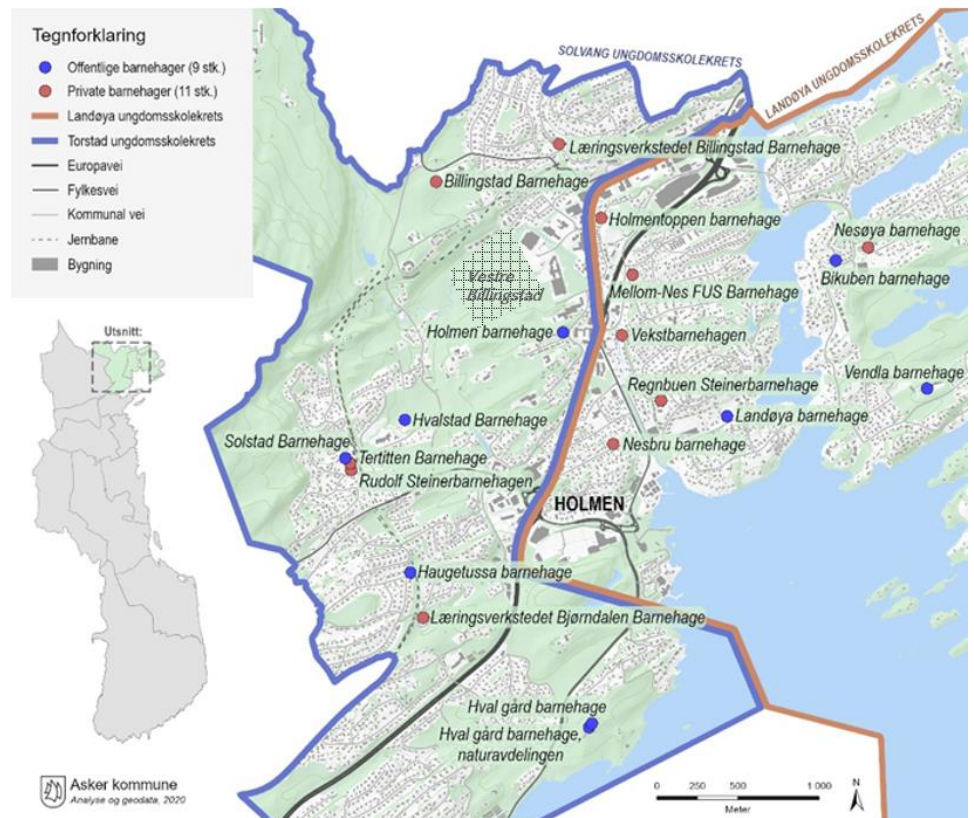 Tegnforklaring
Offentlige barnehager (9 stk.)
Private barnehager (11 stk.)
Landøya ungdomsskolekrets
Torstad ungdomsskolekrets
Europavei
Fylkesvei
Kommunal vei
Jernbane
Bygning
Utsnitt:
SOLVANG UNGDOMSSKOLEKRETS
LANDØYA UNGDOMSSKOLEKRETS
Læringsverkstedet Billingstad Barnehage
Billingstad Barnehage
Holmentoppen barnehage
Nesøya barnehage
Bikuben barnehage
Vestre
Billingstad
Mellom-Nes FUS Barnehage
Holmen barnehage
Vekstbarnehagen
Vendla barnehage
Regnbuen Steinerbarnehage
Landøya barnehage
Hvalstad Barnehage
Solstad Barnehage
Nesbru barnehage
Tertitten Barnehage
Rudolf Steinerbarnehagen
HOLMEN
Haugetussa barnehage
Læringsverkstedet Bjørndalen Barnehage
Hval gård barnehage
Hval gård barnehage,
naturavdelingen
Asker kommune
Analyse og geodata, 2020
0 250 500 1 000
Meter
N